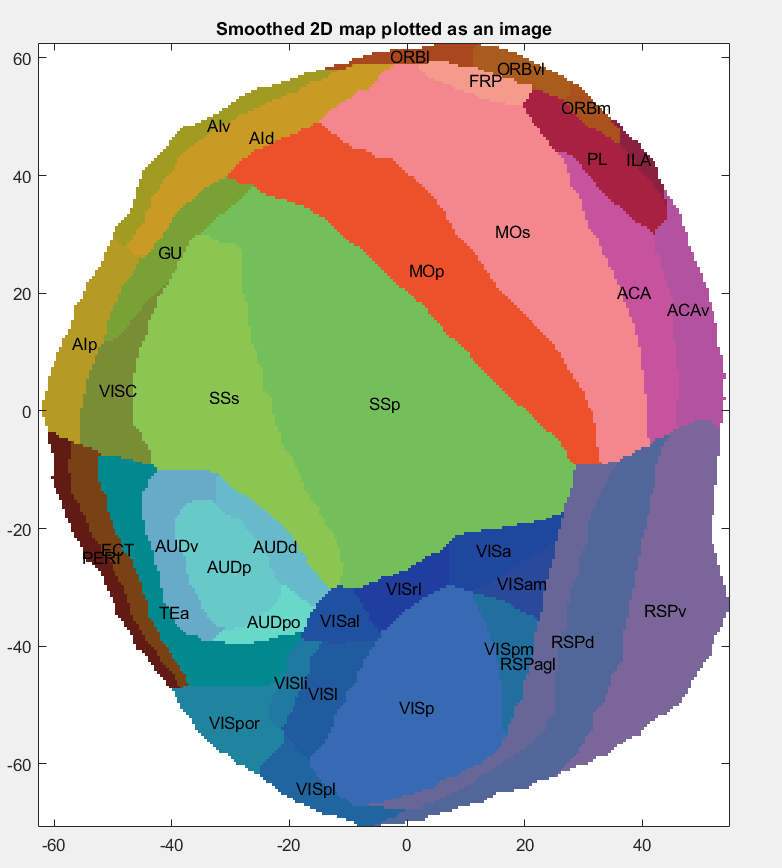 Smoothed 2D map plotted as an image
60
ORBl
ORBvl
FRP
ORBm
AIv
AId
PL
ILA
40
MOs
GU
MOp
ACA
20
ACAv
AIp
VISC
SSs
SSp
0
-20
AUDv
AUDd
ECT
VISa
PERI
AUDp
VISam
VISrl
TEa
RSPv
AUDpo
VISal
RSPd
-40
VISpm
RSPagl
VISli
VISl
VISp
VISpor
-60
VISpl
-60 -40 -20 0 20 40